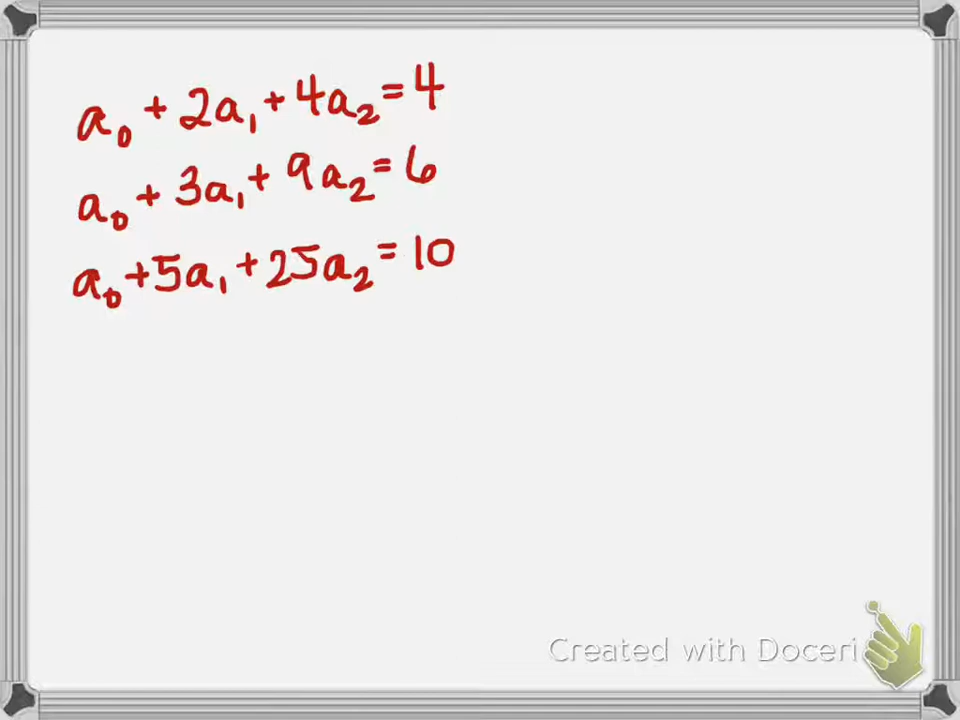 a₀ + 2a₁ + 4a₂ = 4
a₀ + 3a₁ + 9a₂ = 6
a₀ + 5a₁ + 25a₂ = 10
Created with Doceri